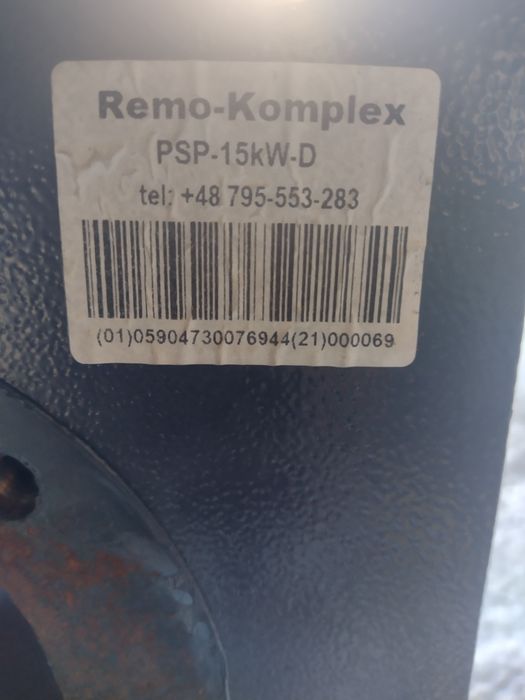 Remo-Komplex
PSP-15kW-D
tel: +48 795-553-283
(01)05904730076944(21)000069